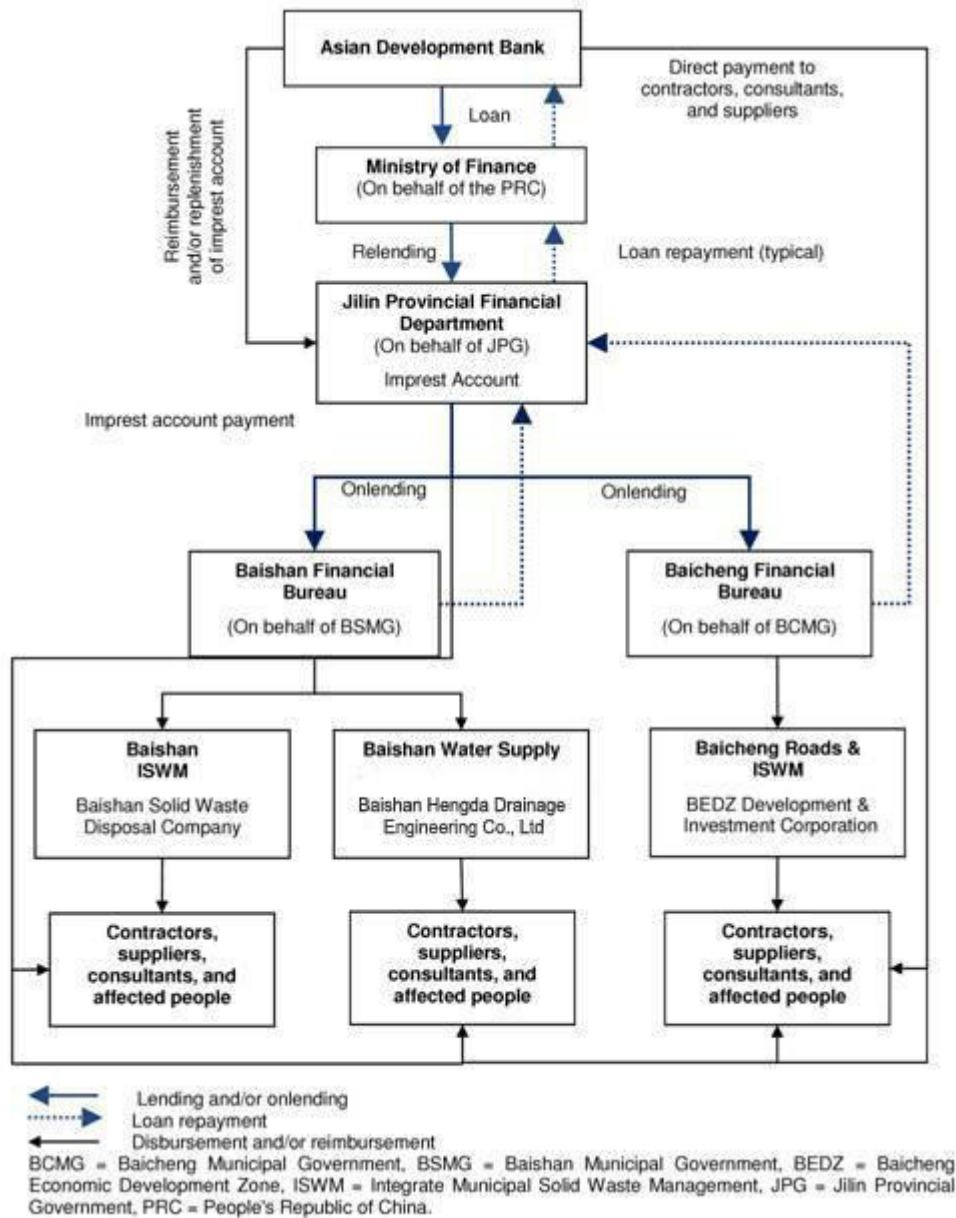 Asian Development Bank
Direct payment to
contractors, consultants,
and suppliers
Loan
Reimbursement
and/or replenishment
of imprest account
Ministry of Finance
(On behalf of the PRC)
Relending
Loan repayment (typical)
Jilin Provincial Financial
Department
(On behalf of JPG)
Imprest Account
Imprest account payment
Onlending
Onlending
Baishan Financial
Bureau
(On behalf of BSMG)
Baicheng Financial
Bureau
(On behalf of BCMG)
Baishan
ISWM
Baishan Solid Waste
Disposal Company
Baishan Water Supply
Baishan Hengda Drainage
Engineering Co., Ltd
Baicheng Roads &
ISWM
BEDZ Development &
Investment Corporation
Contractors,
suppliers,
consultants, and
affected people
Contractors,
suppliers,
consultants, and
affected people
Contractors,
suppliers,
consultants, and
affected people
Lending and/or onlending
Loan repayment
Disbursement and/or reimbursement
BCMG = Baicheng Municipal Government, BSMG = Baishan Municipal Government, BEDZ = Baicheng
Economic Development Zone, ISWM = Integrate Municipal Solid Waste Management, JPG = Jilin Provincial
Government, PRC = People's Republic of China.